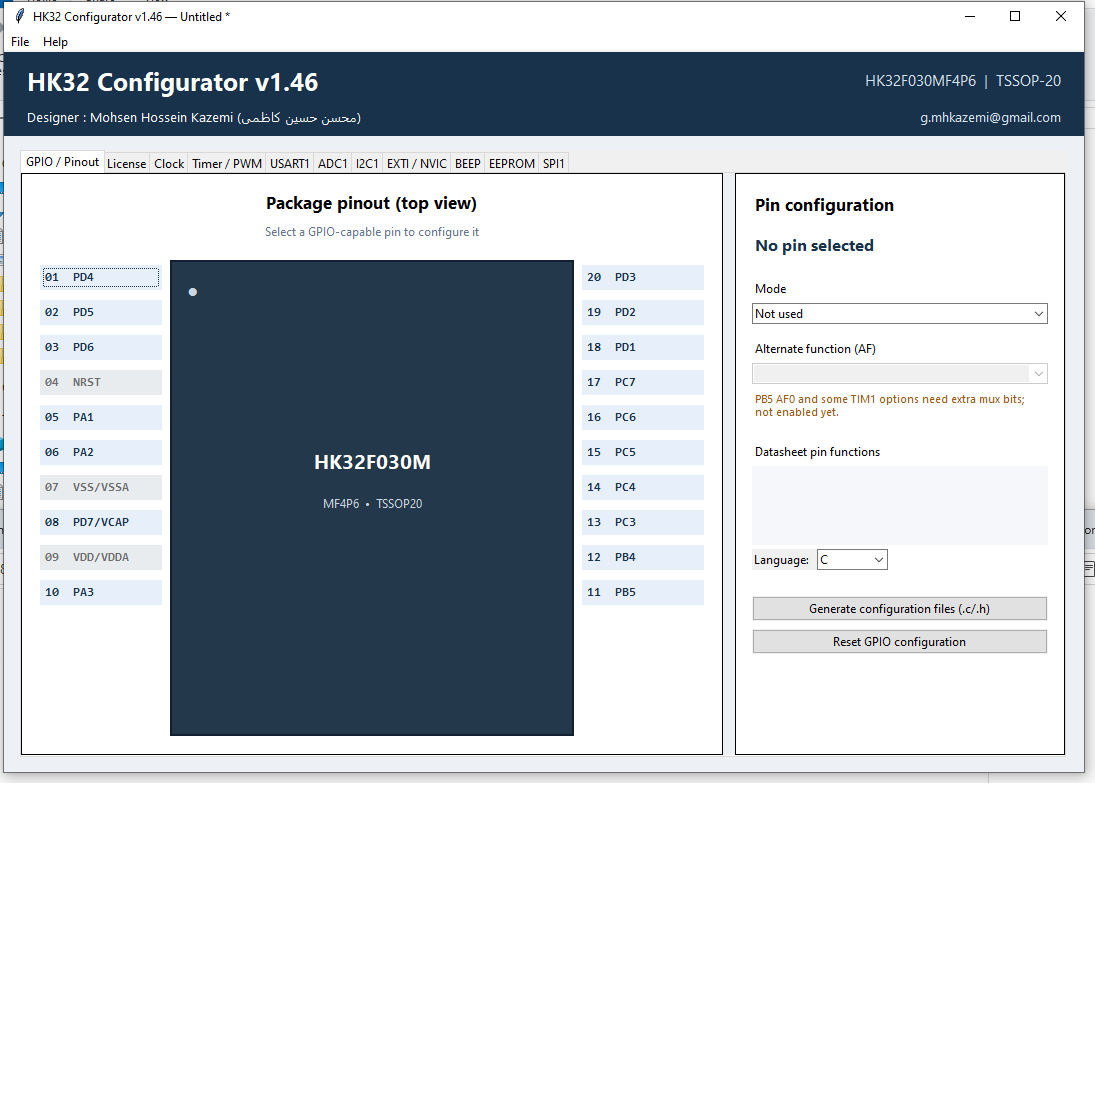 HK32 Configurator v1.46 — Untitled *
File Help
HK32 Configurator v1.46
HK32F030MF4P6 | TSSOP-20
Designer : Mohsen Hossein Kazemi (محسن حسین کاظمی)
g.mhkazemi@gmail.com
GPIO / Pinout License Clock Timer / PWM USART1 ADC1 I2C1 EXTI / NVIC BEEP EEPROM SPI1
Package pinout (top view)
Select a GPIO-capable pin to configure it
01 PD4
02 PD5
03 PD6
04 NRST
05 PA1
06 PA2
07 VSS/VSSA
08 PD7/VCAP
09 VDD/VDDA
10 PA3
HK32F030M
MF4P6 • TSSOP20
20 PD3
19 PD2
18 PD1
17 PC7
16 PC6
15 PC5
14 PC4
13 PC3
12 PB4
11 PB5
Pin configuration
No pin selected
Mode
Not used
Alternate function (AF)
PB5 AF0 and some TIM1 options need extra mux bits;
not enabled yet.
Datasheet pin functions
Language: C
Generate configuration files (.c/.h)
Reset GPIO configuration